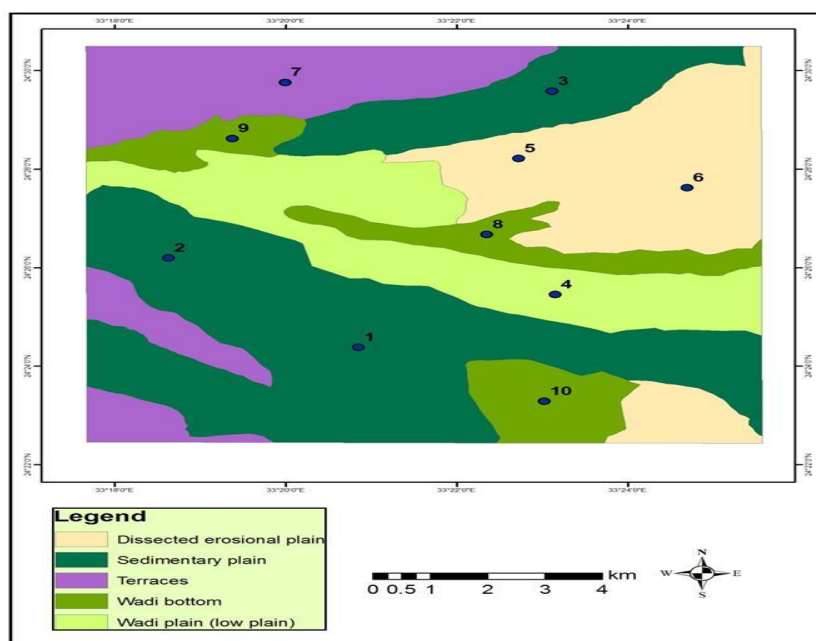 33°18'0"E 33°20'0"E 33°22'0"E 33°24'0"E
7
3
9
5
6
8
2
4
1
10
33°18'0"E 33°20'0"E 33°22'0"E 33°24'0"E
Legend
Dissected erosional plain
Sedimentary plain
Terraces
Wadi bottom
Wadi plain (low plain)
km
0 0.5 1 2 3 4
N
W E
S